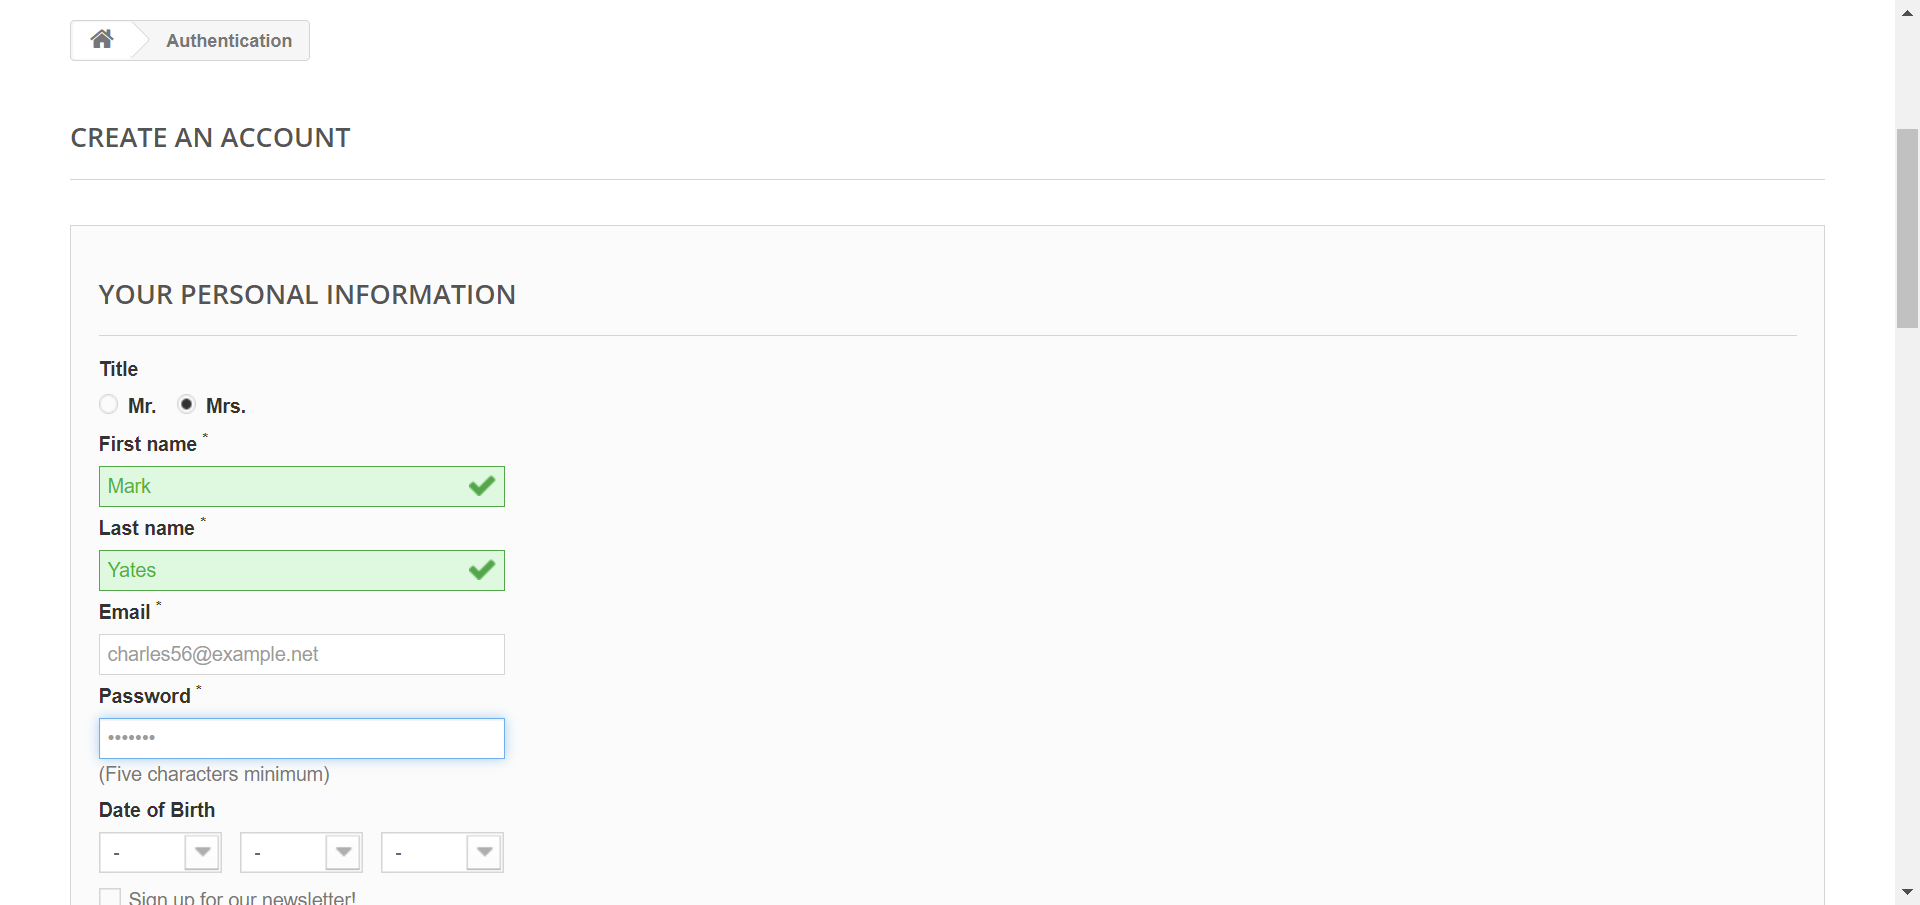 Authentication
CREATE AN ACCOUNT
YOUR PERSONAL INFORMATION
Title
Mr. Mrs.
First name *
Mark
Last name *
Yates
Email *
charles56@example.net
Password *
•••••••
(Five characters minimum)
Date of Birth
- - -
Sign up for our newsletter!